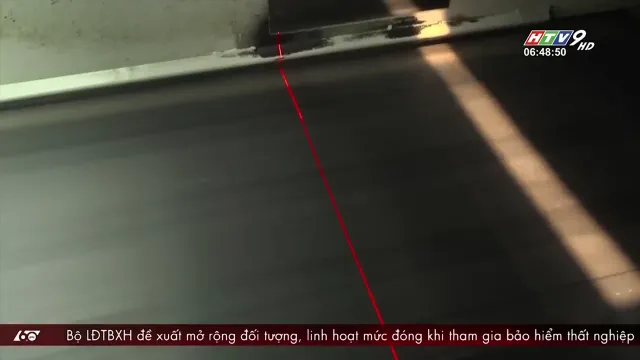 HTV9 HD
06:48:50
60
Bộ LĐTBXH đề xuất mở rộng đối tượng, linh hoạt mức đóng khi tham gia bảo hiểm thất nghiệp